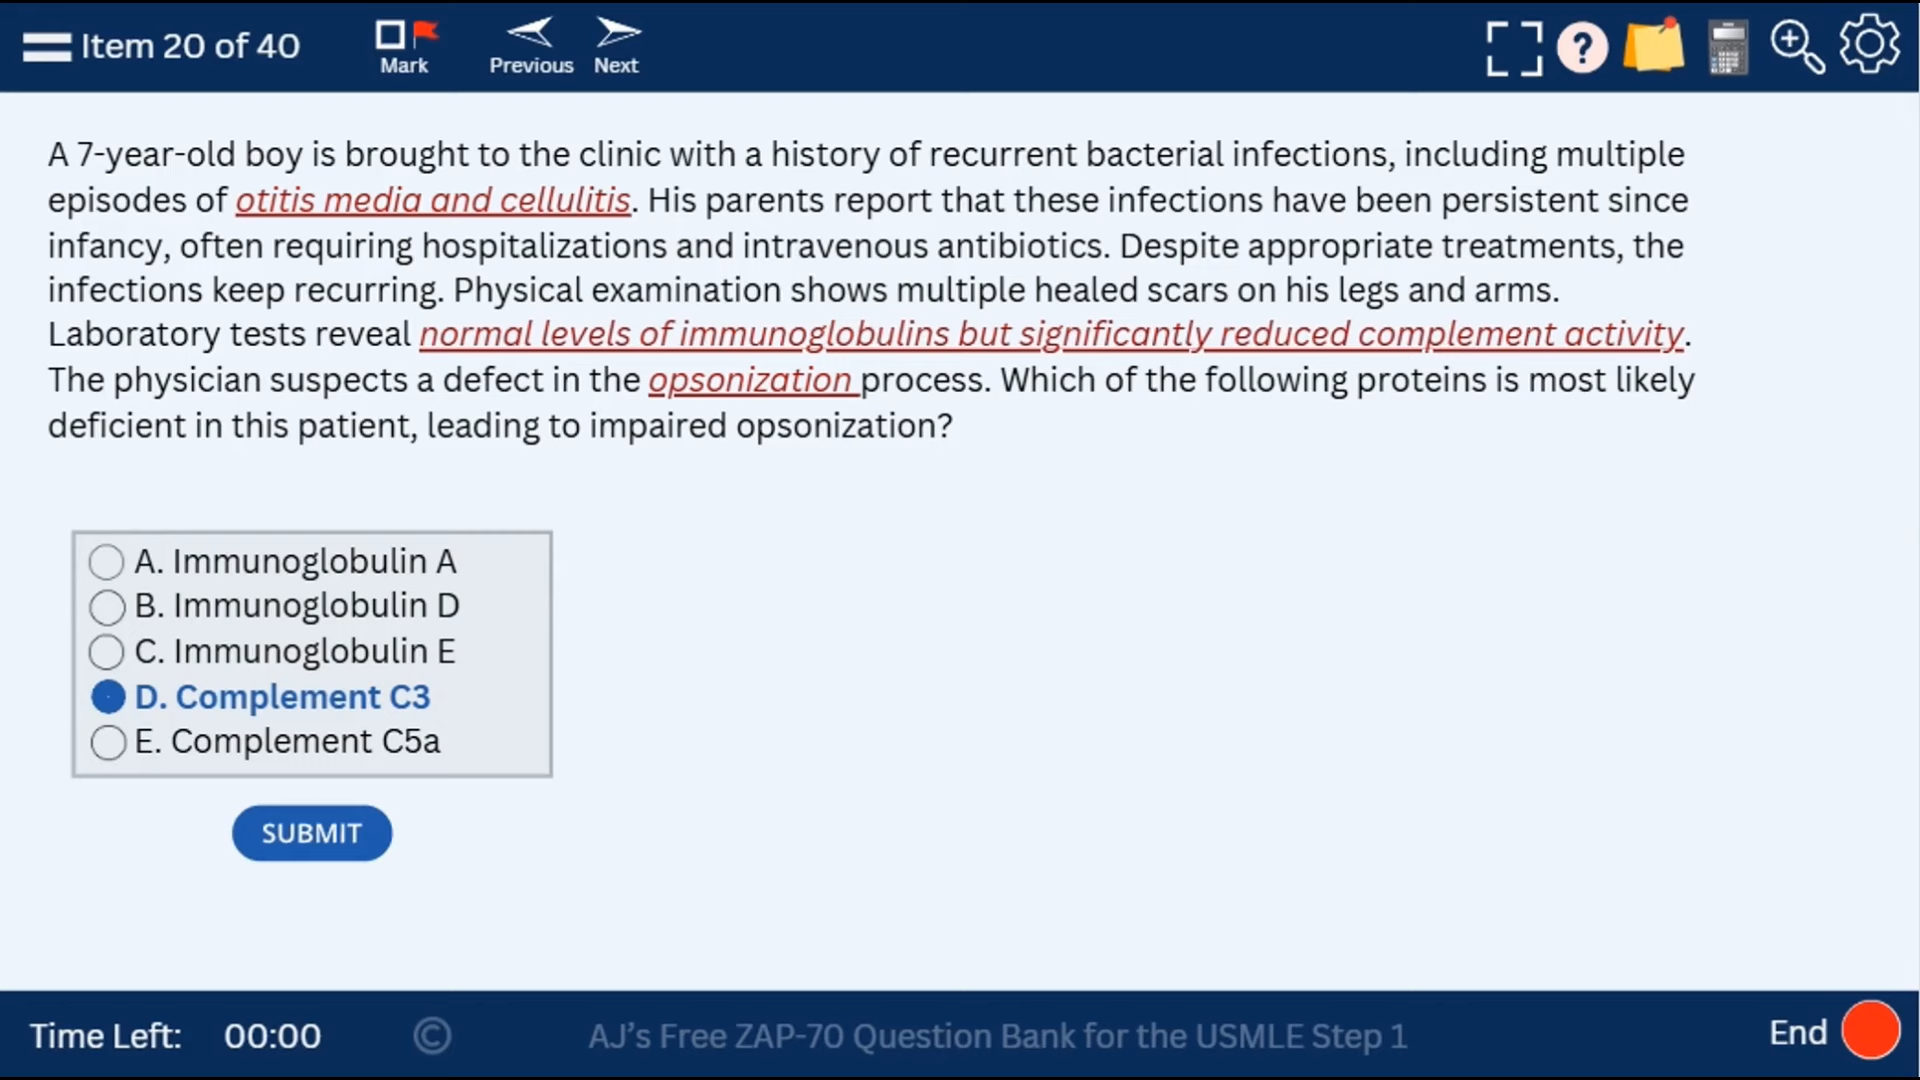 Item 20 of 40
Mark
Previous
Next
?
A 7-year-old boy is brought to the clinic with a history of recurrent bacterial infections, including multiple
episodes of otitis media and cellulitis. His parents report that these infections have been persistent since
infancy, often requiring hospitalizations and intravenous antibiotics. Despite appropriate treatments, the
infections keep recurring. Physical examination shows multiple healed scars on his legs and arms.
Laboratory tests reveal normal levels of immunoglobulins but significantly reduced complement activity.
The physician suspects a defect in the opsonization process. Which of the following proteins is most likely
deficient in this patient, leading to impaired opsonization?
A. Immunoglobulin A
B. Immunoglobulin D
C. Immunoglobulin E
D. Complement C3
E. Complement C5a
SUBMIT
Time Left: 00:00
©
AJ's Free ZAP-70 Question Bank for the USMLE Step 1
End